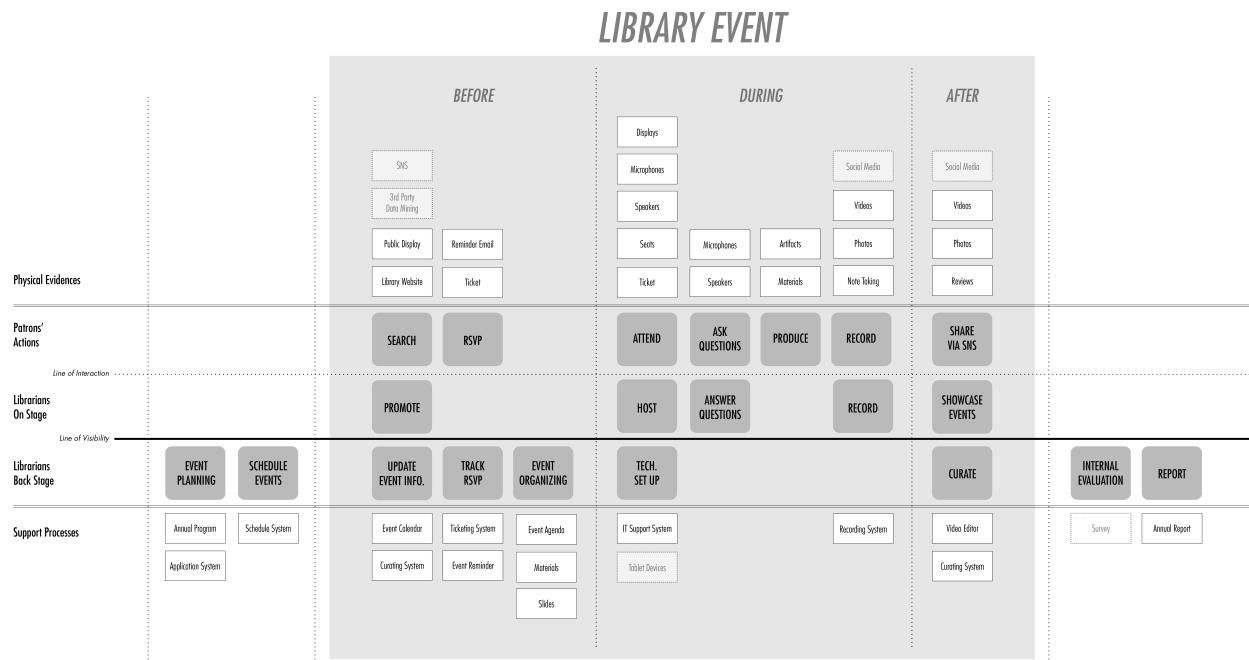 LIBRARY EVENT
BEFORE
DURING
AFTER
Displays
SNS
Microphones
Social Media
Social Media
3rd Party
Data Mining
Speakers
Videos
Videos
Public Display
Reminder Email
Seats
Microphones
Artifacts
Photos
Photos
Physical Evidences
Library Website
Ticket
Ticket
Speakers
Materials
Note Taking
Reviews
Patrons'
Actions
SEARCH
RSVP
ATTEND
ASK
QUESTIONS
PRODUCE
RECORD
SHARE
VIA SNS
Line of Interaction
Librarians
On Stage
PROMOTE
HOST
ANSWER
QUESTIONS
RECORD
SHOWCASE
EVENTS
Line of Visibility
Librarians
Back Stage
EVENT
PLANNING
SCHEDULE
EVENTS
UPDATE
EVENT INFO.
TRACK
RSVP
EVENT
ORGANIZING
TECH.
SET UP
CURATE
INTERNAL
EVALUATION
REPORT
Support Processes
Annual Program
Schedule System
Event Calendar
Ticketing System
Event Agenda
IT Support System
Recording System
Video Editor
Survey
Annual Report
Application System
Curating System
Event Reminder
Materials
Tablet Devices
Curating System
Slides